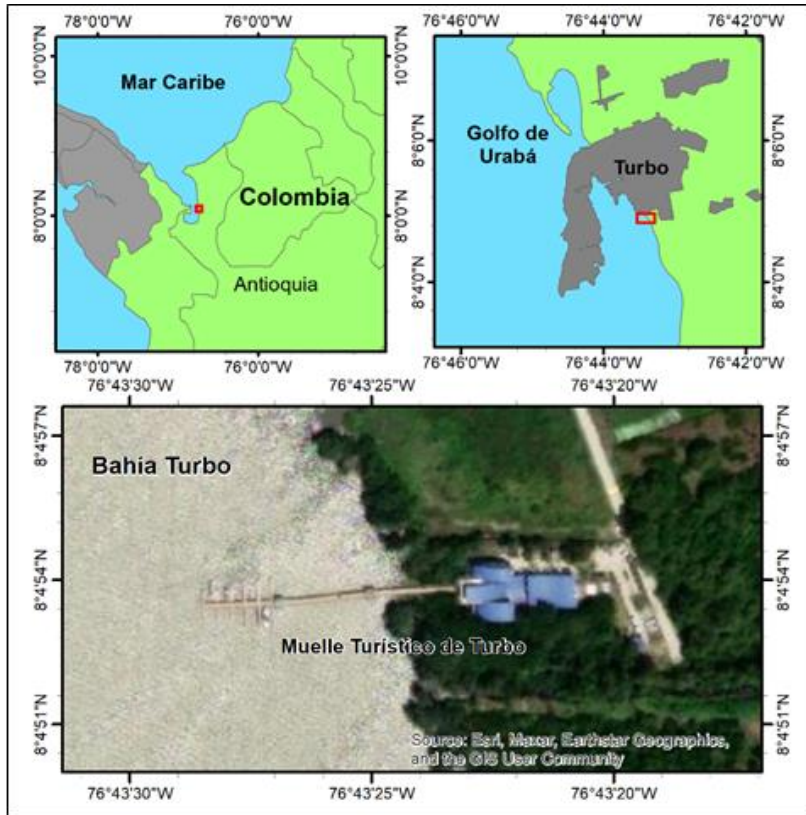 78°0'0"W 76°0'0"W
10°0'0"N
8°0'0"N
Mar Caribe
Colombia
Antioquia
10°0'0"N
8°0'0"N
78°0'0"W 76°0'0"W
76°46'0"W 76°44'0"W 76°42'0"W
8°6'0"N
8°4'0"N
Golfo de
Urabá
Turbo
8°6'0"N
8°4'0"N
76°46'0"W 76°44'0"W 76°42'0"W
76°43'30"W 76°43'25"W 76°43'20"W
8°4'57"N
8°4'54"N
8°4'51"N
Bahía Turbo
Muelle Turístico de Turbo
Source: Esri, Maxar, Earthstar Geographics,
and the GIS User Community
8°4'57"N
8°4'54"N
8°4'51"N
76°43'30"W 76°43'25"W 76°43'20"W